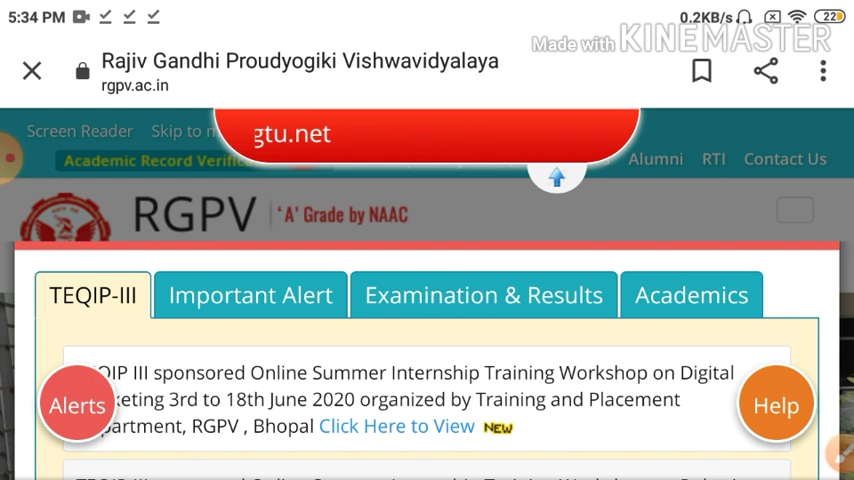 5:34 PM 0.2KB/s 22
Made with KINEMASTER
Rajiv Gandhi Proudyogiki Vishwavidyalaya
rgpv.ac.in
gtu.net
Screen Reader Skip to m
Academic Record Verific Alumni RTI Contact Us
RGPV 'A' Grade by NAAC
TEQIP-III Important Alert Examination & Results Academics
QIP III sponsored Online Summer Internship Training Workshop on Digital
keting 3rd to 18th June 2020 organized by Training and Placement
partment, RGPV , Bhopal Click Here to View NEW
Alerts
Help